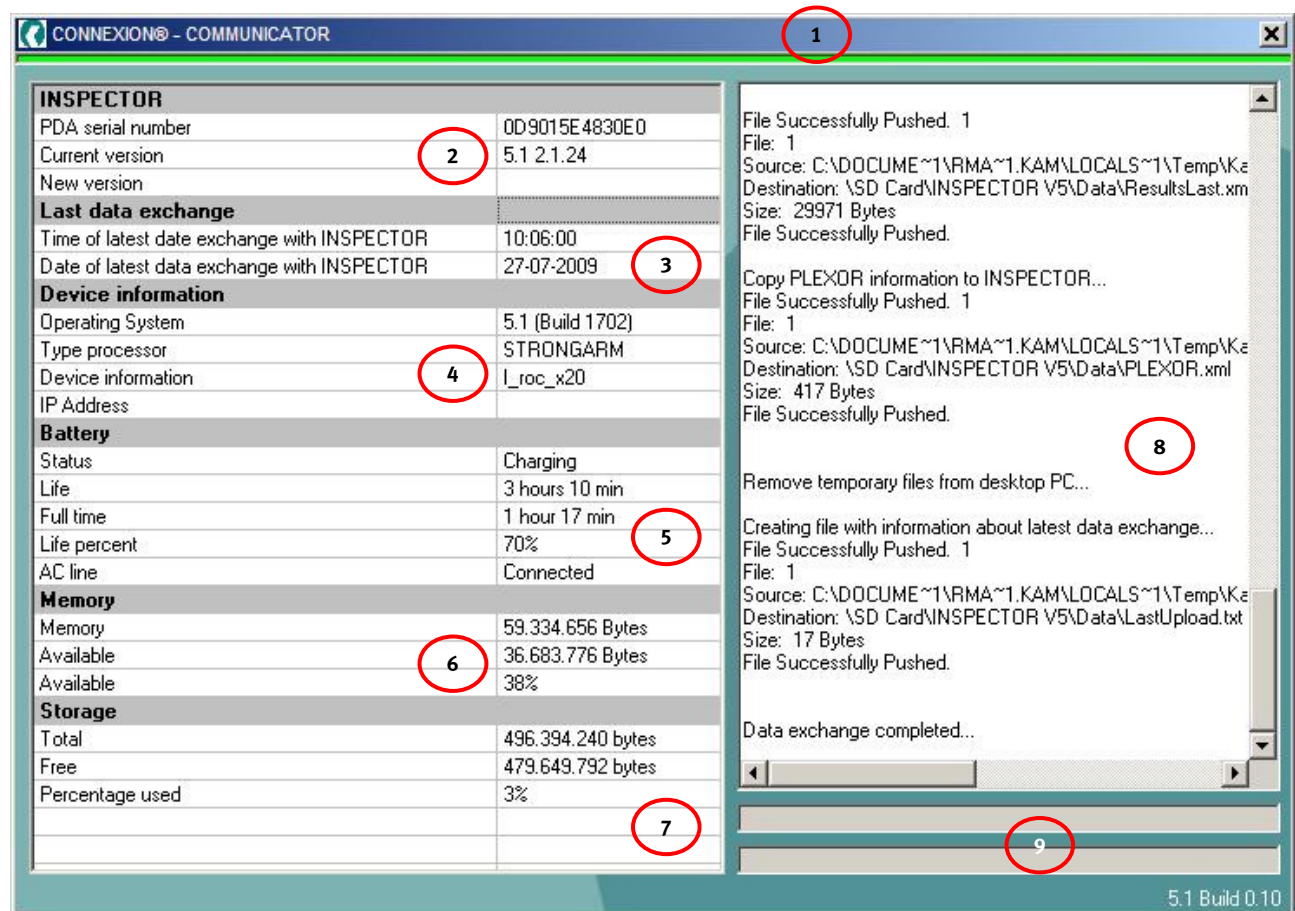 CONNEXION® - COMMUNICATOR
1
INSPECTOR
PDA serial number 0D9015E4830E0
Current version 2 5.1 2.1.24
New version
Last data exchange
Time of latest date exchange with INSPECTOR 10:06:00
Date of latest data exchange with INSPECTOR 27-07-2009 3
Device information
Operating System 5.1 (Build 1702)
Type processor STRONGARM
Device information 4 I_roc_x20
IP Address
Battery
Status Charging
Life 3 hours 10 min
Full time 1 hour 17 min
Life percent 70% 5
AC line Connected
Memory
Memory 59.334.656 Bytes
Available 6 36.683.776 Bytes
Available 38%
Storage
Total 496.394.240 bytes
Free 479.649.792 bytes
Percentage used 3%
7
File Successfully Pushed. 1
File: 1
Source: C:\DOCUME~1\RMA~1.KAM\LOCALS~1\Temp\Ka
Destination: \SD Card\INSPECTOR V5\Data\ResultsLast.xm
Size: 29971 Bytes
File Successfully Pushed.
Copy PLEXOR information to INSPECTOR...
File Successfully Pushed. 1
File: 1
Source: C:\DOCUME~1\RMA~1.KAM\LOCALS~1\Temp\Ka
Destination: \SD Card\INSPECTOR V5\Data\PLEXOR.xml
Size: 417 Bytes
File Successfully Pushed.
8
Remove temporary files from desktop PC...
Creating file with information about latest data exchange...
File Successfully Pushed. 1
File: 1
Source: C:\DOCUME~1\RMA~1.KAM\LOCALS~1\Temp\Ka
Destination: \SD Card\INSPECTOR V5\Data\LastUpload.txt
Size: 17 Bytes
File Successfully Pushed.
Data exchange completed...
9
5.1 Build 0.10